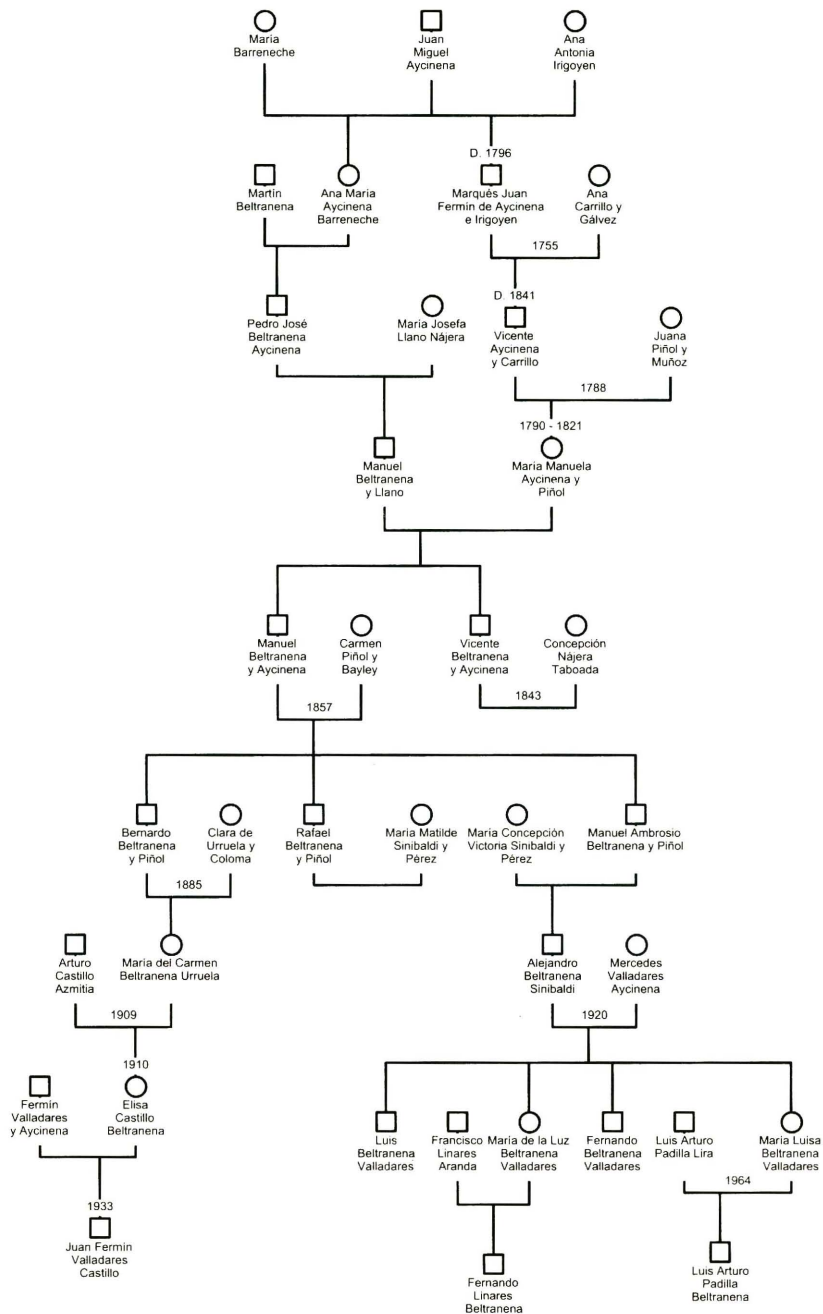 María
Barreneche
Juan
Miguel
Aycinena
Ana
Antonia
Irigoyen
D. 1796
Martín
Beltranena
Ana María
Aycinena
Barreneche
Marqués Juan
Fermín de Aycinena
e Irigoyen
Ana
Carrillo y
Gálvez
1755
D. 1841
Pedro José
Beltranena
Aycinena
María Josefa
Llano Nájera
Vicente
Aycinena
y Carrillo
Juana
Piñol y
Muñoz
1788
1790 - 1821
Manuel
Beltranena
y Llano
María Manuela
Aycinena y
Piñol
Manuel
Beltranena
y Aycinena
Carmen
Piñol y
Bayley
Vicente
Beltranena
y Aycinena
Concepción
Nájera
Taboada
1857
1843
Bernardo
Beltranena
y Piñol
Clara de
Urruela y
Coloma
Rafael
Beltranena
y Piñol
María Matilde
Sinibaldi y
Pérez
María Concepción
Victoria Sinibaldi y
Pérez
Manuel Ambrosio
Beltranena y Piñol
1885
Arturo
Castillo
Azmitia
María del Carmen
Beltranena Urruela
Alejandro
Beltranena
Sinibaldi
Mercedes
Valladares
Aycinena
1909
1920
1910
Fermín
Valladares
y Aycinena
Elisa
Castillo
Beltranena
Luis
Beltranena
Valladares
Francisco
Linares
Aranda
María de la Luz
Beltranena
Valladares
Fernando
Beltranena
Valladares
Luis Arturo
Padilla Lira
María Luisa
Beltranena
Valladares
1933
1964
Juan Fermín
Valladares
Castillo
Fernando
Linares
Beltranena
Luis Arturo
Padilla
Beltranena